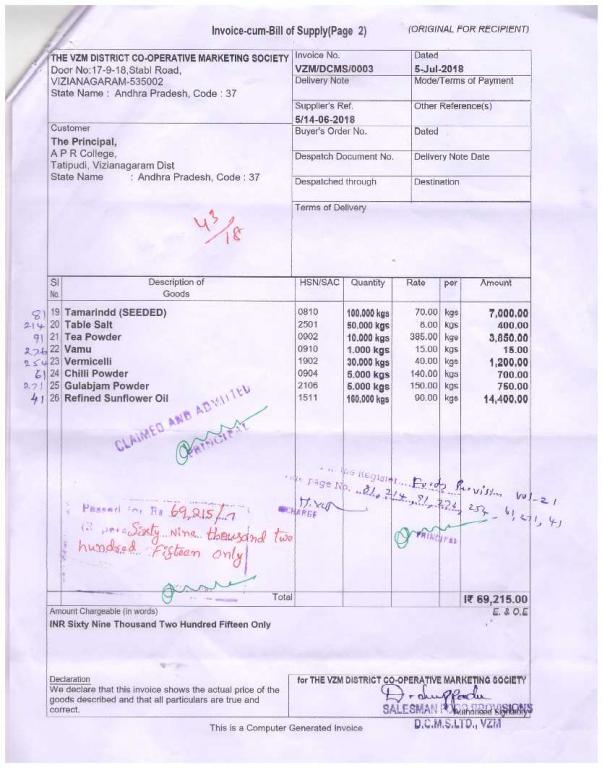 Invoice-cum-Bill of Supply(Page 2)
(ORIGINAL FOR RECIPIENT)
THE VZM DISTRICT CO-OPERATIVE MARKETING SOCIETY
Door No:17-9-18,Stabl Road,
VIZIANAGARAM-535002
State Name : Andhra Pradesh, Code : 37
Invoice No.
VZM/DCMS/0003
Dated
5-Jul-2018
Delivery Note
Mode/Terms of Payment
Supplier's Ref.
5/14-06-2018
Other Reference(s)
Customer
The Principal,
A P R College,
Tatipudi, Vizianagaram Dist
State Name : Andhra Pradesh, Code : 37
Buyer's Order No.
Dated
Despatch Document No.
Delivery Note Date
Despatched through
Destination
Terms of Delivery
43/18
Sl No. Description of Goods HSN/SAC Quantity Rate per Amount
81 19 Tamarindd (SEEDED) 0810 100.000 kgs 70.00 kgs 7,000.00
214 20 Table Salt 2501 50.000 kgs 8.00 kgs 400.00
91 21 Tea Powder 0902 10.000 kgs 385.00 kgs 3,850.00
22 Vamu 0910 1.000 kgs 15.00 kgs 15.00
254 23 Vermicelli 1902 30.000 kgs 40.00 kgs 1,200.00
61 24 Chilli Powder 0904 5.000 kgs 140.00 kgs 700.00
271 25 Gulabjam Powder 2106 5.000 kgs 150.00 kgs 750.00
41 26 Refined Sunflower Oil 1511 160.000 kgs 90.00 kgs 14,400.00
CLAIMED AND ADMITTED
PRINCIPAL
Register
Page No. 81, 214, 91, 254, 61, 271, 41
Vol-21
PRINCIPAL
Passed for Rs 69,215/-
Sixty Nine thousand two
hundred Fifteen only
Total
₹ 69,215.00
Amount Chargeable (in words)
E. & O.E
INR Sixty Nine Thousand Two Hundred Fifteen Only
Declaration
We declare that this invoice shows the actual price of the
goods described and that all particulars are true and
correct.
for THE VZM DISTRICT CO-OPERATIVE MARKETING SOCIETY
SALESMAN PROVISIONS
Authorised Signatory
D.C.M.S.LTD., VZM
This is a Computer Generated Invoice